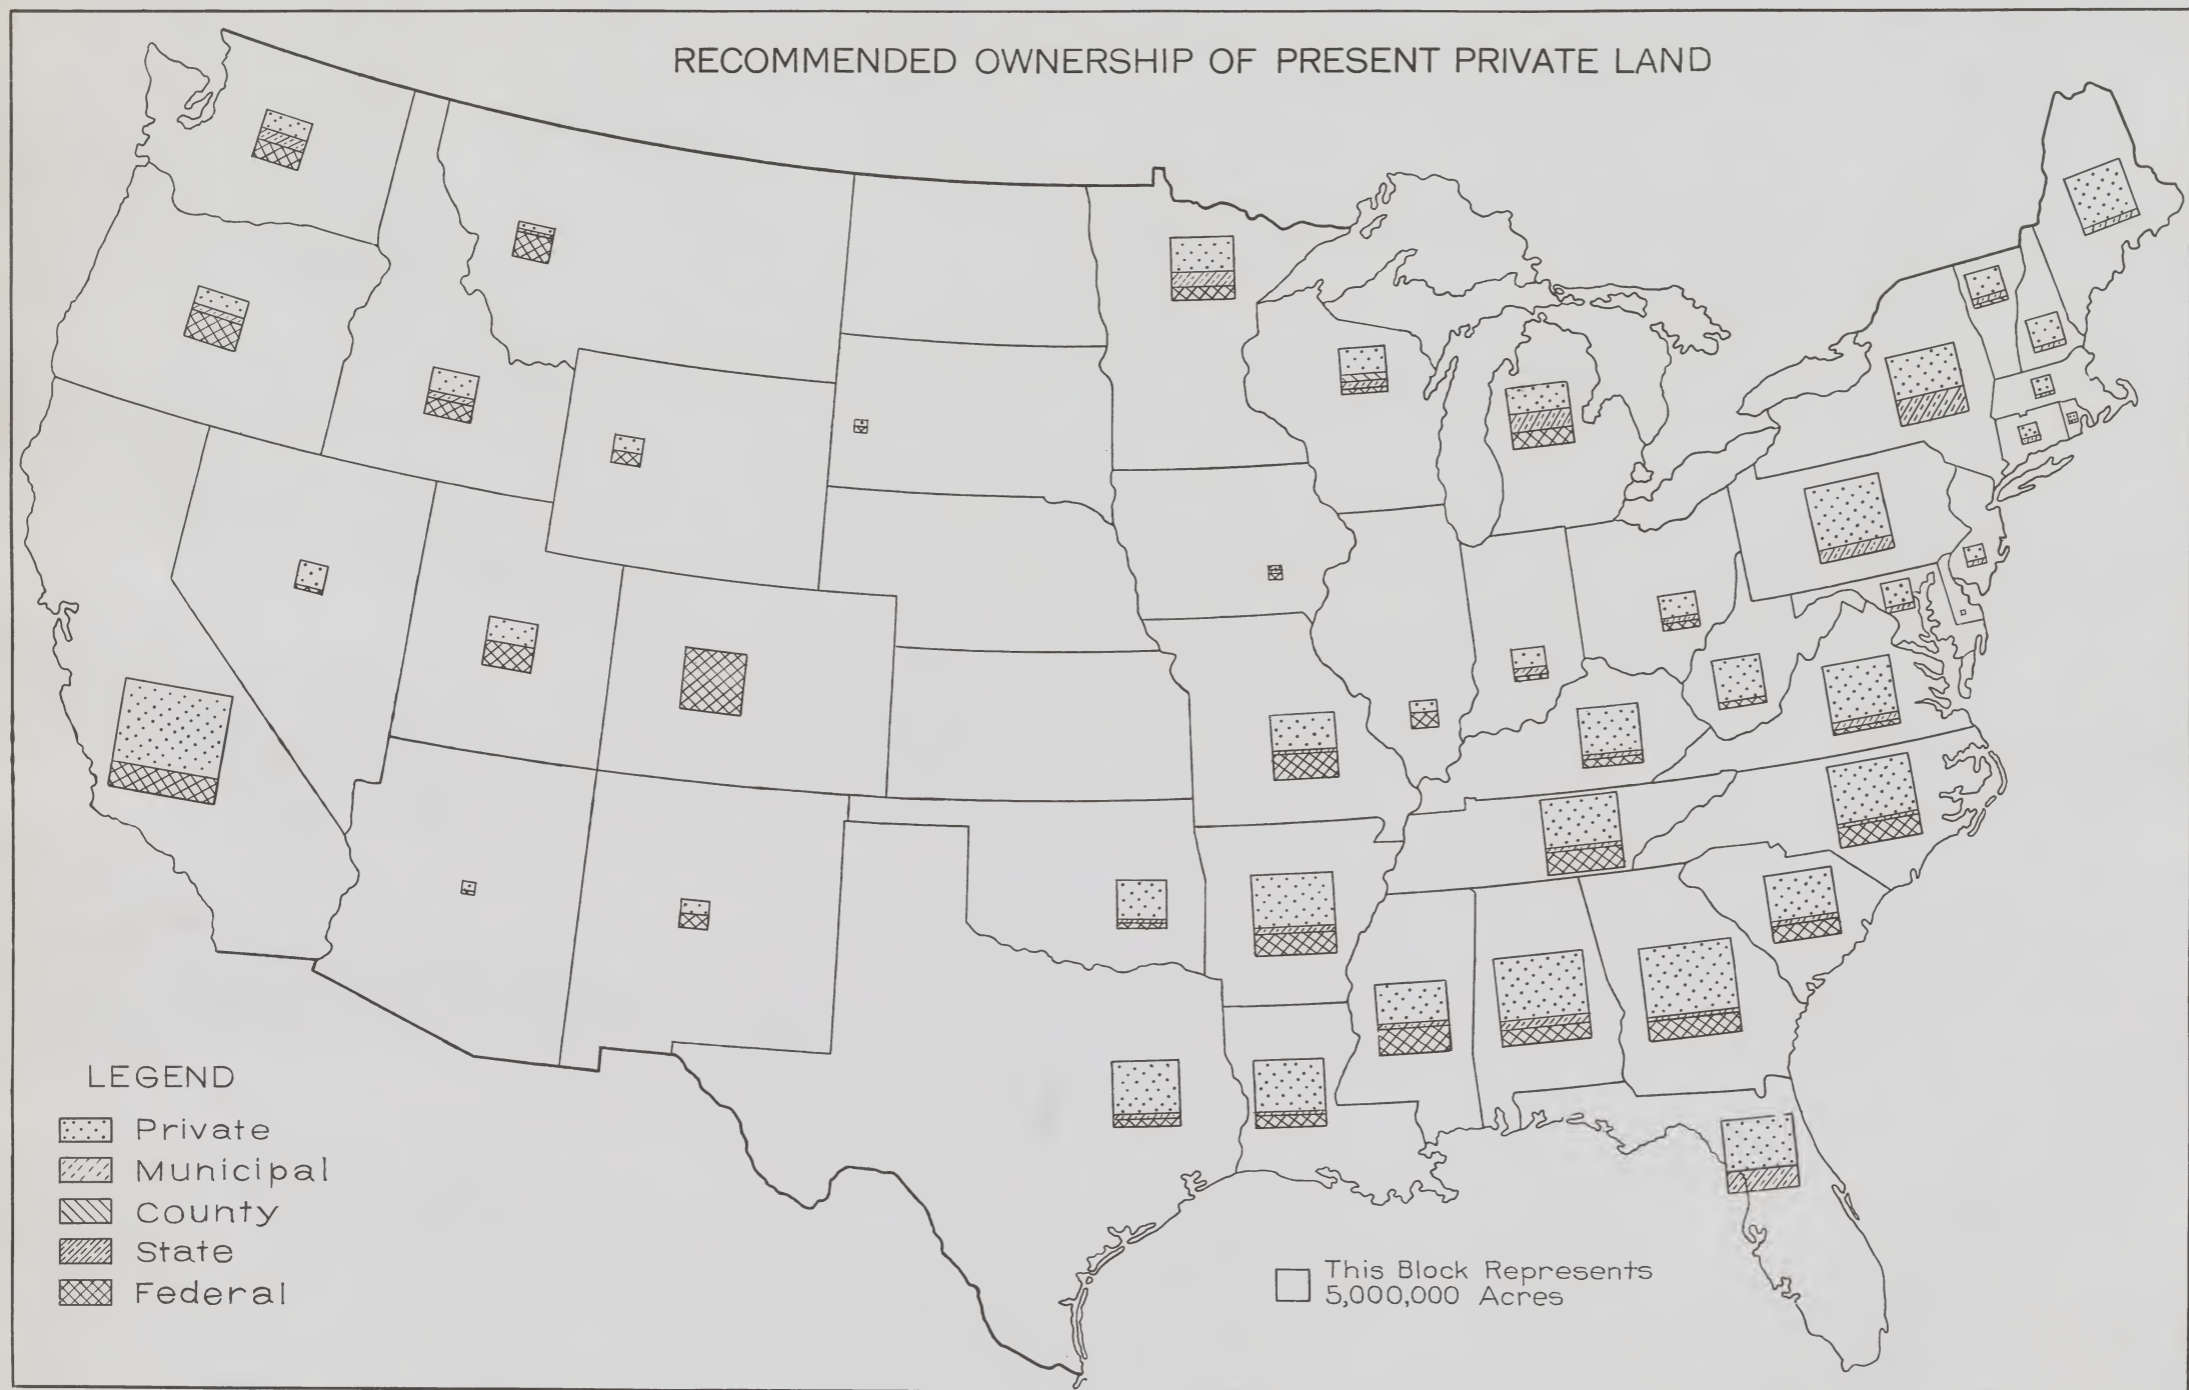 RECOMMENDED OWNERSHIP OF PRESENT PRIVATE LAND
LEGEND
Private
Municipal
County
State
Federal
This Block Represents
5,000,000 Acres